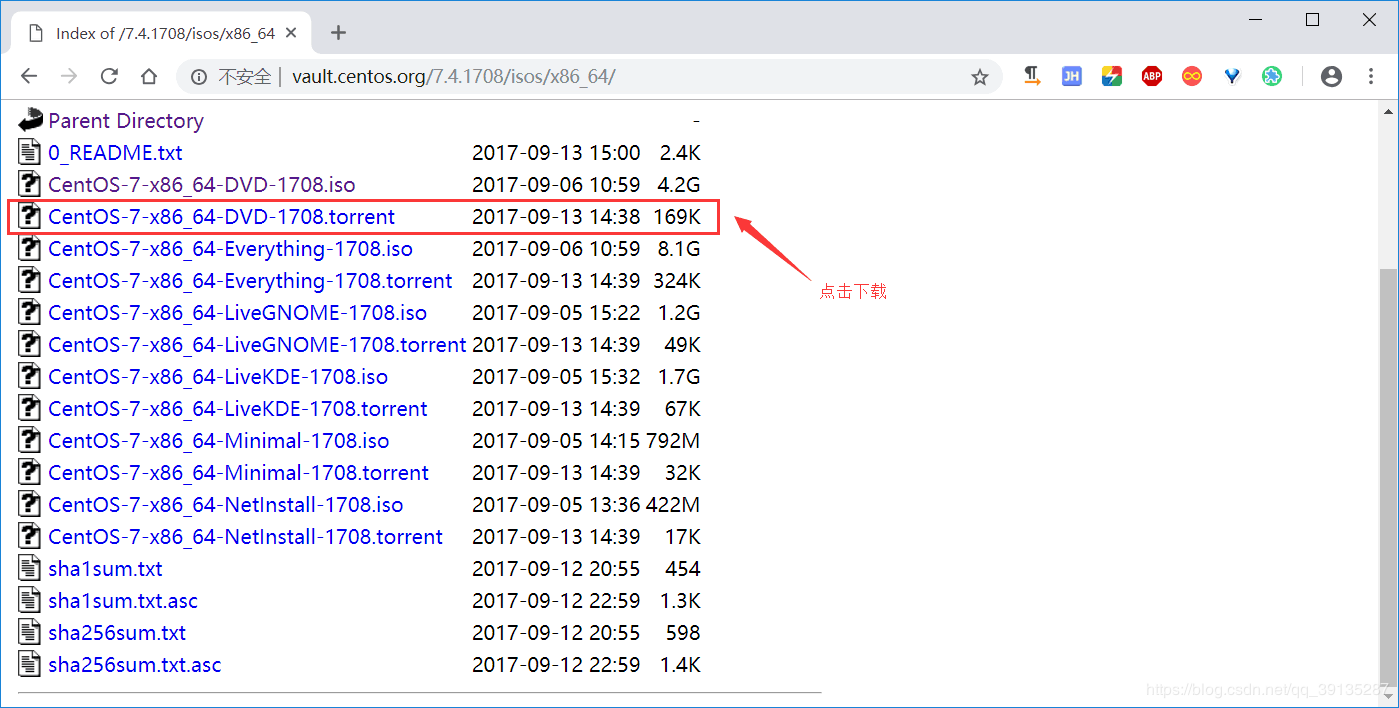 Index of /7.4.1708/isos/x86_64
不安全 | vault.centos.org/7.4.1708/isos/x86_64/
JH
ABP
Parent Directory -
0_README.txt 2017-09-13 15:00 2.4K
CentOS-7-x86_64-DVD-1708.iso 2017-09-06 10:59 4.2G
CentOS-7-x86_64-DVD-1708.torrent 2017-09-13 14:38 169K
CentOS-7-x86_64-Everything-1708.iso 2017-09-06 10:59 8.1G
CentOS-7-x86_64-Everything-1708.torrent 2017-09-13 14:39 324K
点击下载
CentOS-7-x86_64-LiveGNOME-1708.iso 2017-09-05 15:22 1.2G
CentOS-7-x86_64-LiveGNOME-1708.torrent 2017-09-13 14:39 49K
CentOS-7-x86_64-LiveKDE-1708.iso 2017-09-05 15:32 1.7G
CentOS-7-x86_64-LiveKDE-1708.torrent 2017-09-13 14:39 67K
CentOS-7-x86_64-Minimal-1708.iso 2017-09-05 14:15 792M
CentOS-7-x86_64-Minimal-1708.torrent 2017-09-13 14:39 32K
CentOS-7-x86_64-NetInstall-1708.iso 2017-09-05 13:36 422M
CentOS-7-x86_64-NetInstall-1708.torrent 2017-09-13 14:39 17K
sha1sum.txt 2017-09-12 20:55 454
sha1sum.txt.asc 2017-09-12 22:59 1.3K
sha256sum.txt 2017-09-12 20:55 598
sha256sum.txt.asc 2017-09-12 22:59 1.4K
https://blog.csdn.net/qq_39135287